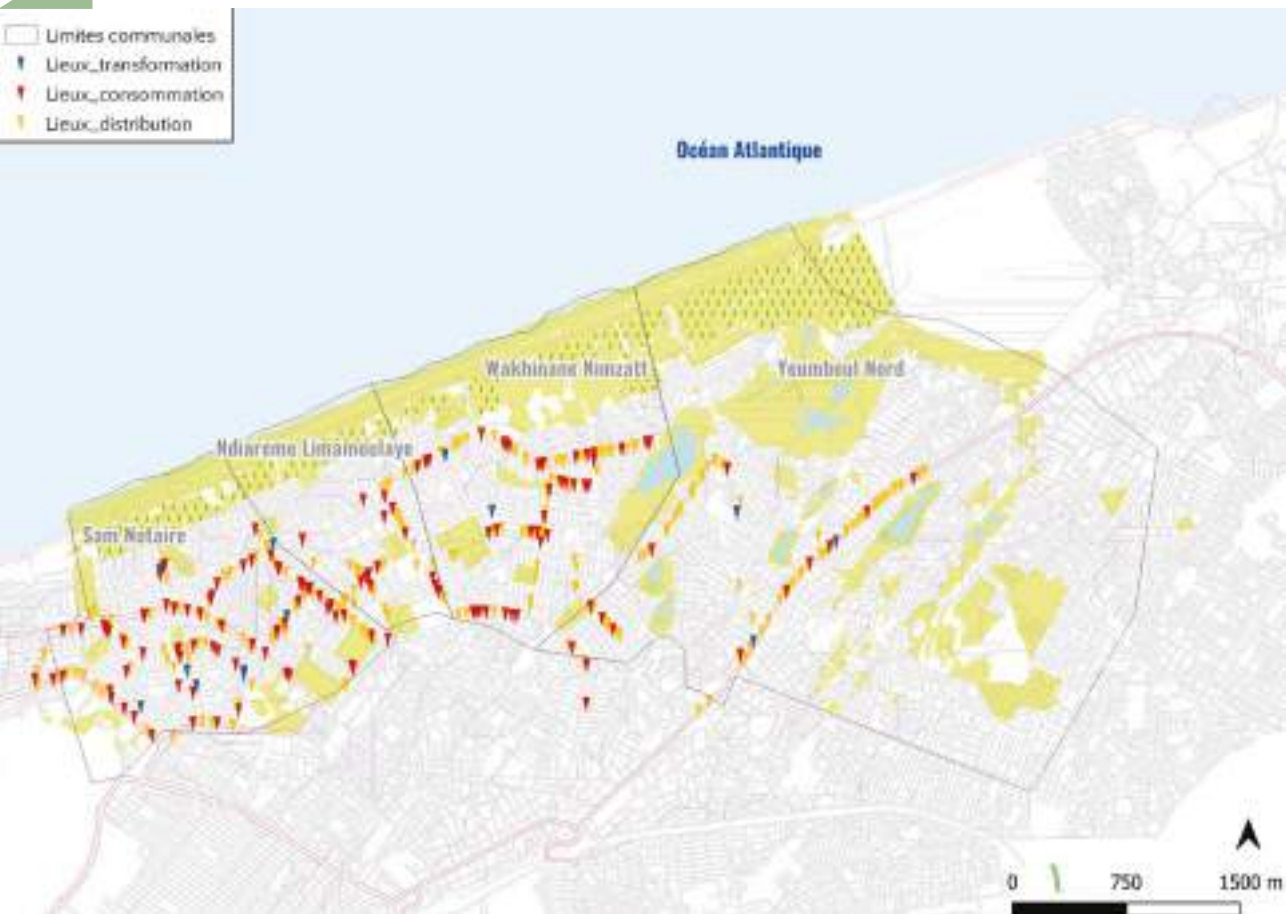 Limites communales
Lieux_transformation
Lieux_consommation
Lieux_distribution
Océan Atlantique
Wakhinane Nimzatt
Yeumbeul Nord
Ndiareme Limamoulaye
Sam Notaire
0 750 1500 m